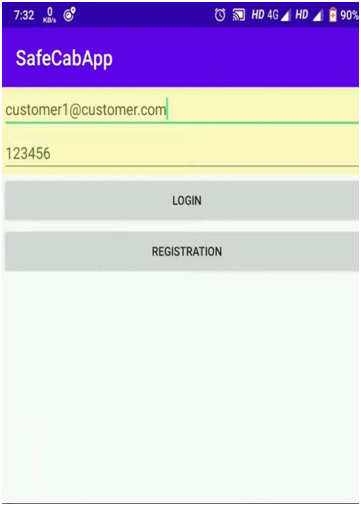 7:32 0 KB/s HD 4G HD 90%
SafeCabApp
customer1@customer.com
123456
LOGIN
REGISTRATION